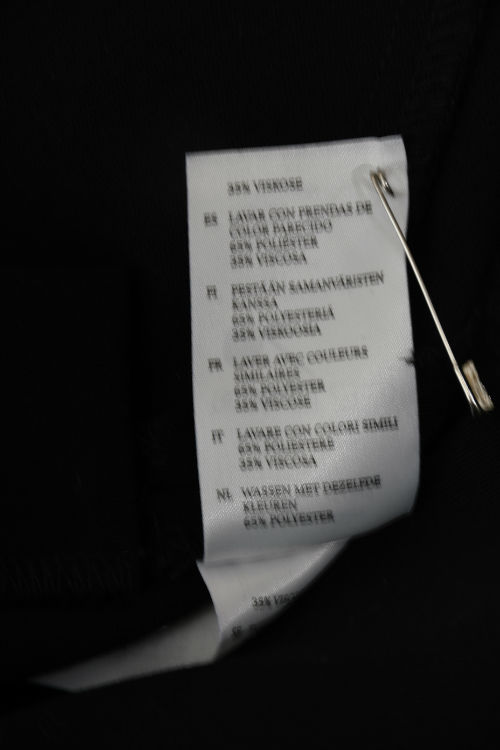 35% VISKOSE
ES LAVAR CON PRENDAS DE
COLOR PARECIDO
65% POLIESTER
35% VISCOSA
FI PESTÄÄN SAMANVÄRISTEN
KANSSA
65% POLYESTERIÄ
35% VISKOOSIA
FR LAVER AVEC COULEURS
SIMILAIRES
65% POLYESTER
35% VISCOSE
IT LAVARE CON COLORI SIMILI
65% POLIESTERE
35% VISCOSA
NL WASSEN MET DEZELFDE
KLEUREN
65% POLYESTER
35%